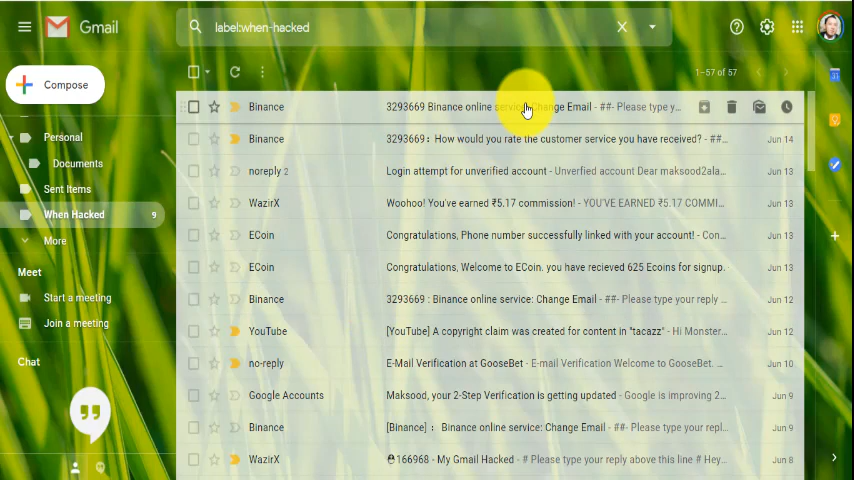 Gmail
label:when-hacked
Compose
1–57 of 57
Personal
Documents
Sent Items
When Hacked 9
More
Meet
Start a meeting
Join a meeting
Chat
Binance 3293669 Binance online service: Change Email - ##- Please type y...
Binance 3293669: How would you rate the customer service you have received? - ##... Jun 14
noreply 2 Login attempt for unverified account - Unverfied account Dear maksood2ala... Jun 13
WazirX Woohoo! You've earned ₹5.17 commission! - YOU'VE EARNED ₹5.17 COMMI... Jun 13
ECoin Congratulations, Phone number successfully linked with your account! - Con... Jun 13
ECoin Congratulations, Welcome to ECoin. you have recieved 625 Ecoins for signup. Jun 13
Binance 3293669 : Binance online service: Change Email - ##- Please type your reply ... Jun 12
YouTube [YouTube] A copyright claim was created for content in "tacazz" - Hi Monster... Jun 12
no-reply E-Mail Verification at GooseBet - E-mail Verification Welcome to GooseBet. ... Jun 10
Google Accounts Maksood, your 2-Step Verification is getting updated - Google is improving 2... Jun 9
Binance [Binance] : Binance online service: Change Email - ##- Please type your repl... Jun 9
WazirX 166968 - My Gmail Hacked - # Please type your reply above this line # Hey... Jun 8
31